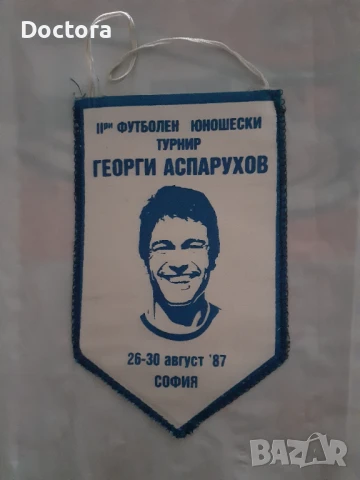 Doctora
IIри ФУТБОЛЕН ЮНОШЕСКИ
ТУРНИР
ГЕОРГИ АСПАРУХОВ
26-30 август '87
СОФИЯ
BAZAR